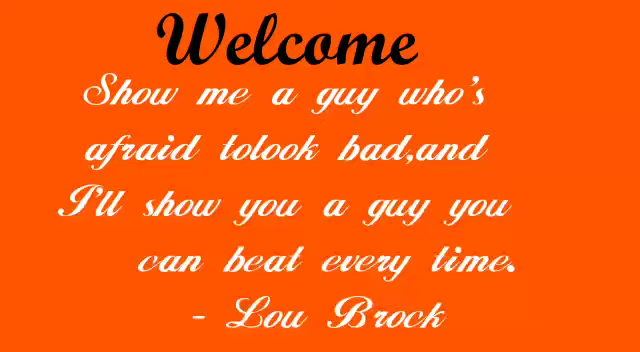 Welcome
Show me a guy who's
afraid tolook bad,and
I'll show you a guy you
can beat every time.
- Lou Brock